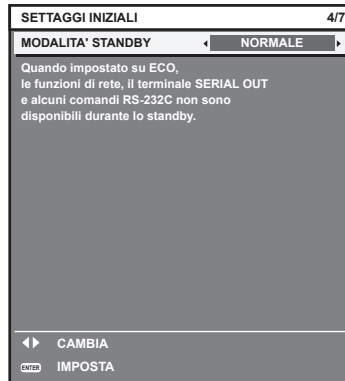 SETTAGGI INIZIALI 4/7
MODALITA' STANDBY NORMALE
Quando impostato su ECO,
le funzioni di rete, il terminale SERIAL OUT
e alcuni comandi RS-232C non sono
disponibili durante lo standby.
CAMBIA
ENTER IMPOSTA